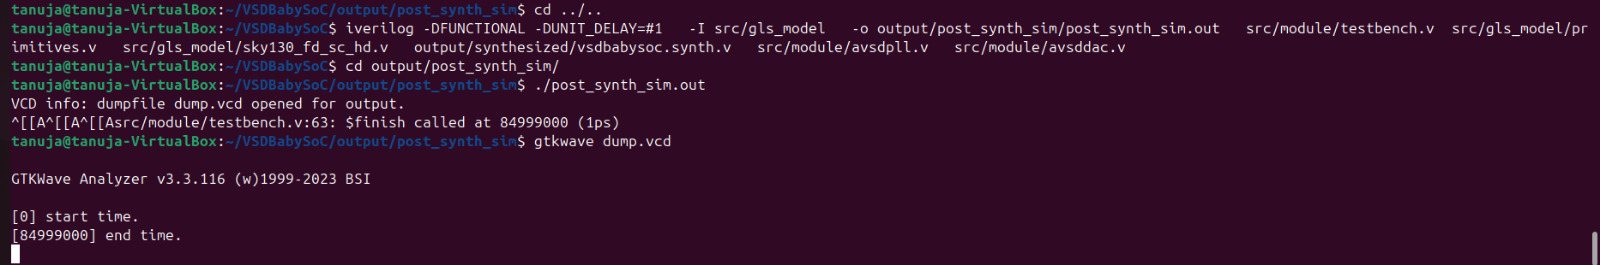 tanuja@tanuja-VirtualBox:~/VSDBabySoC/output/post_synth_sim$ cd ../..
tanuja@tanuja-VirtualBox:~/VSDBabySoC$ iverilog -DFUNCTIONAL -DUNIT_DELAY=#1   -I src/gls_model   -o output/post_synth_sim/post_synth_sim.out   src/module/testbench.v  src/gls_model/pr
imitives.v   src/gls_model/sky130_fd_sc_hd.v   output/synthesized/vsdbabysoc.synth.v   src/module/avsdpll.v   src/module/avsddac.v
tanuja@tanuja-VirtualBox:~/VSDBabySoC$ cd output/post_synth_sim/
tanuja@tanuja-VirtualBox:~/VSDBabySoC/output/post_synth_sim$ ./post_synth_sim.out
VCD info: dumpfile dump.vcd opened for output.
^[[A^[[A^[[Asrc/module/testbench.v:63: $finish called at 84999000 (1ps)
tanuja@tanuja-VirtualBox:~/VSDBabySoC/output/post_synth_sim$ gtkwave dump.vcd
GTKWave Analyzer v3.3.116 (w)1999-2023 BSI
[0] start time.
[84999000] end time.